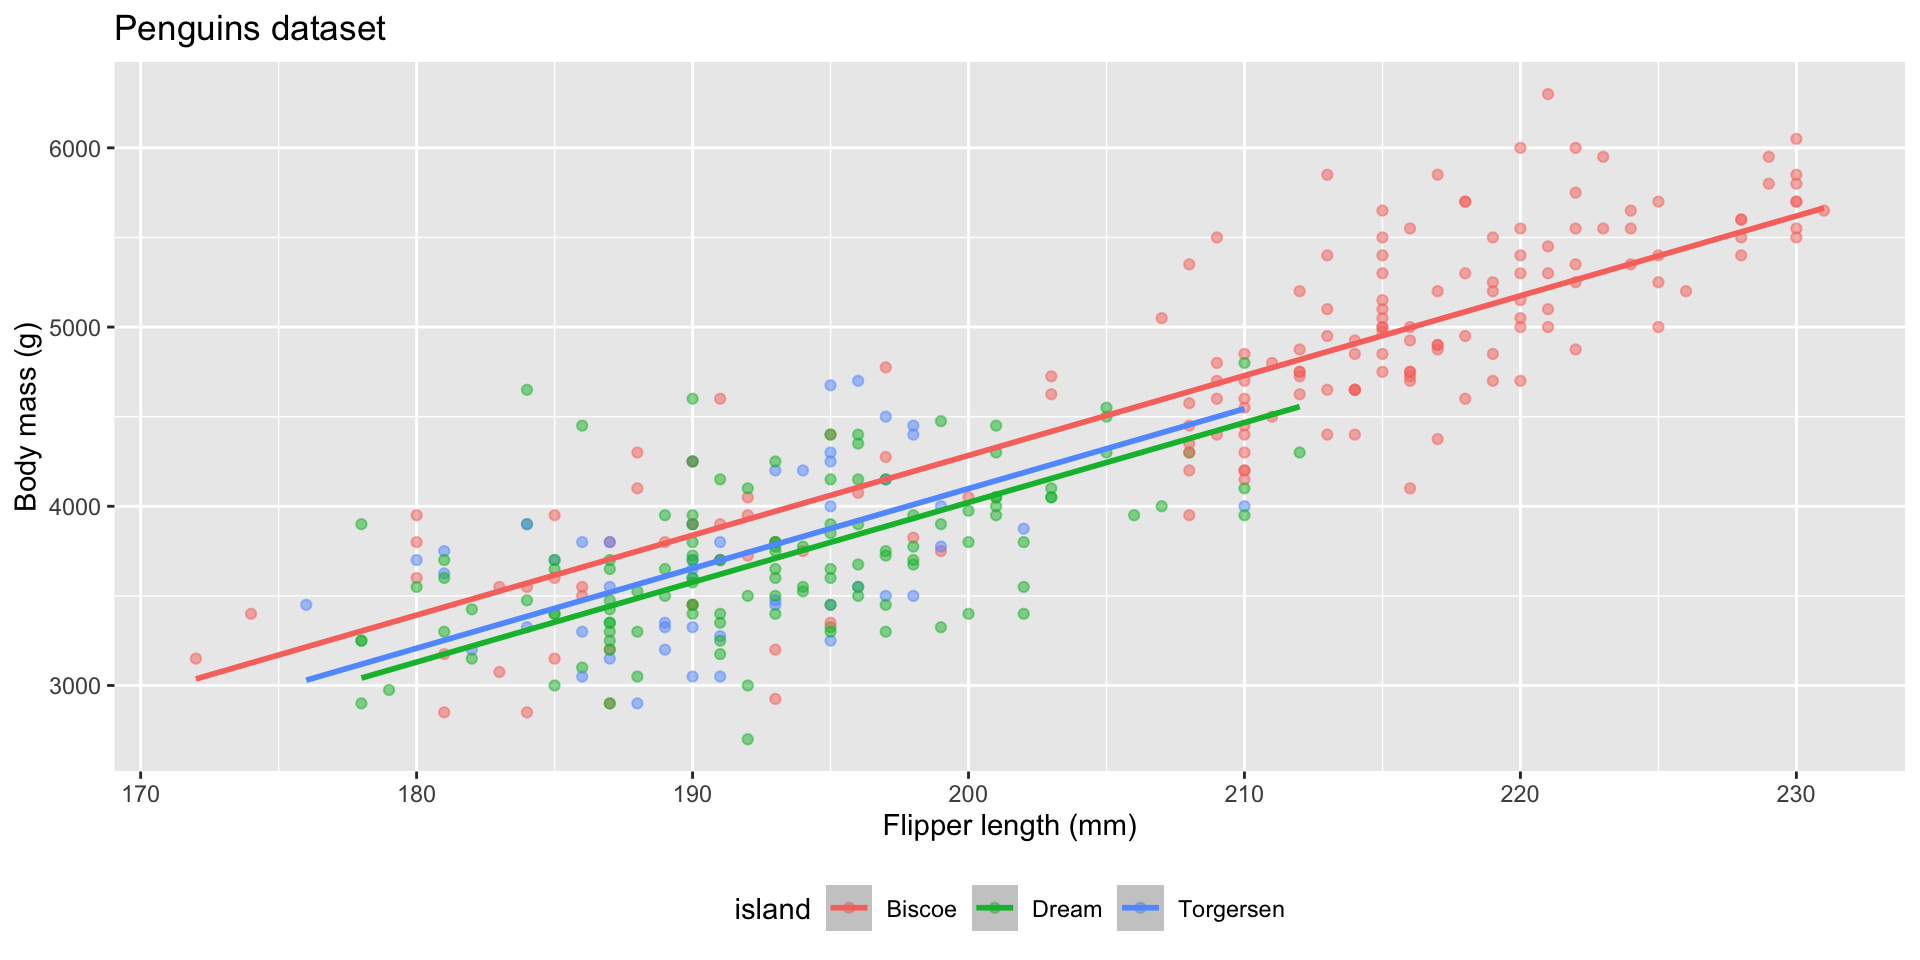 Penguins dataset
6000
5000
4000
3000
Body mass (g)
170 180 190 200 210 220 230
Flipper length (mm)
island Biscoe Dream Torgersen